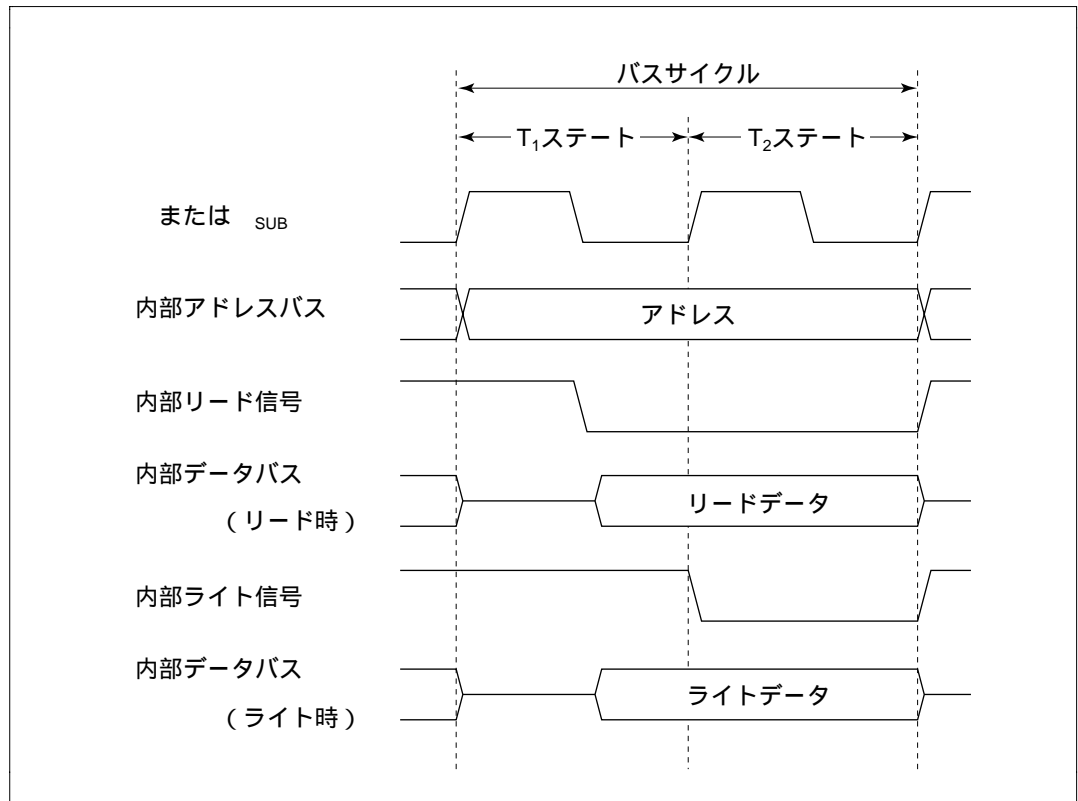 バスサイクル
T₁ステート T₂ステート
または SUB
内部アドレスバス
アドレス
内部リード信号
内部データバス
(リード時)
リードデータ
内部ライト信号
内部データバス
(ライト時)
ライトデータ